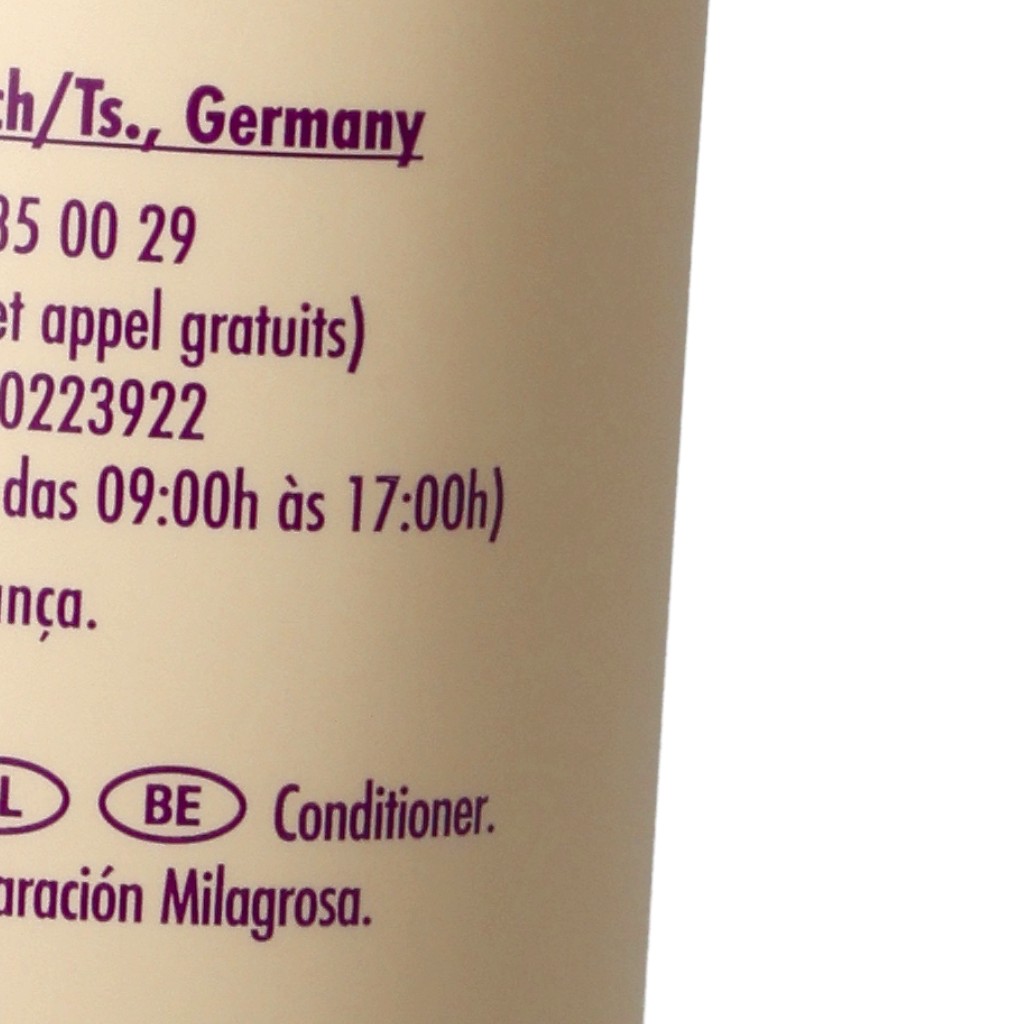 ch/Ts., Germany
85 00 29
et appel gratuits)
0223922
das 09:00h às 17:00h)
nça.
L BE Conditioner.
aración Milagrosa.